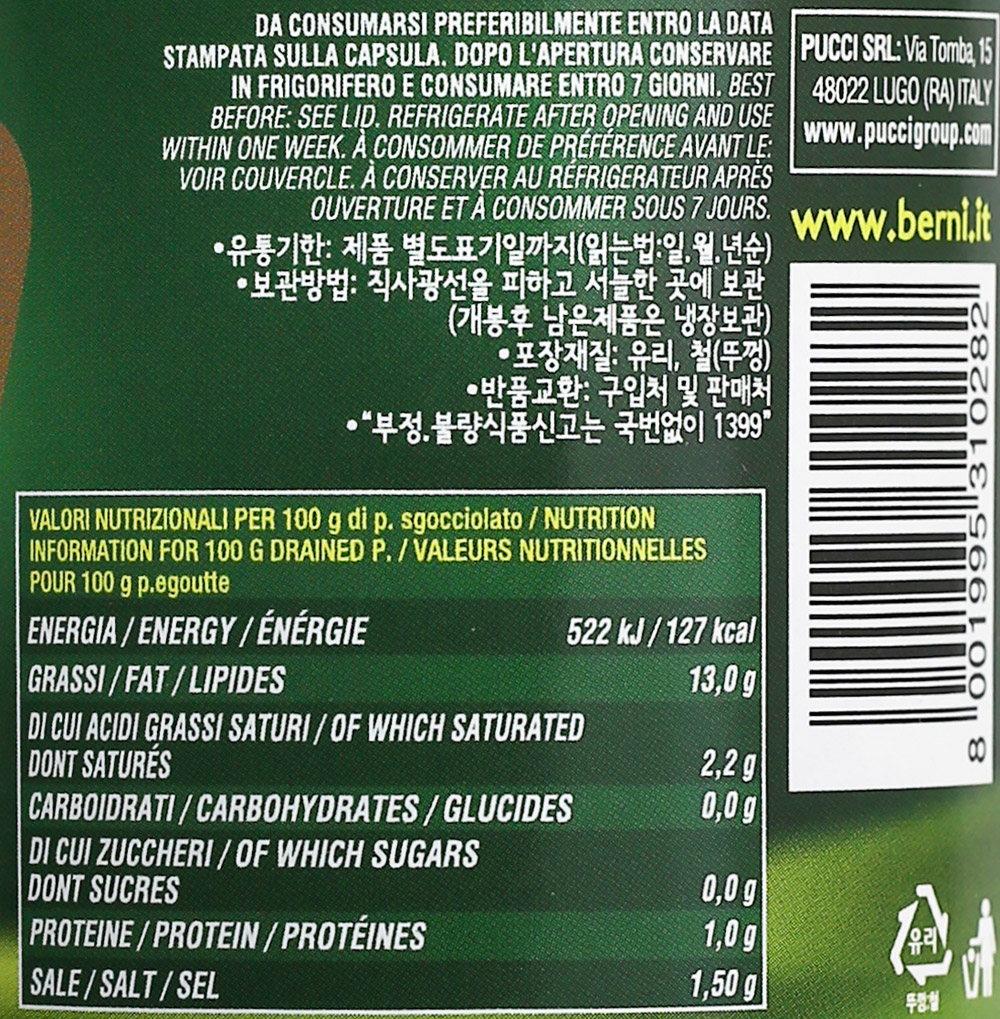 DA CONSUMARSI PREFERIBILMENTE ENTRO LA DATA
STAMPATA SULLA CAPSULA. DOPO L'APERTURA CONSERVARE
IN FRIGORIFERO E CONSUMARE ENTRO 7 GIORNI. BEST
BEFORE: SEE LID. REFRIGERATE AFTER OPENING AND USE
WITHIN ONE WEEK. À CONSOMMER DE PRÉFÉRENCE AVANT LE:
VOIR COUVERCLE. À CONSERVER AU RÉFRIGERATEUR APRÈS
OUVERTURE ET À CONSOMMER SOUS 7 JOURS.
•유통기한: 제품 별도표기일까지(읽는법:일.월.년순)
•보관방법: 직사광선을 피하고 서늘한 곳에 보관
(개봉후 남은제품은 냉장보관)
•포장재질: 유리, 철(뚜껑)
•반품교환: 구입처 및 판매처
•“부정.불량식품신고는 국번없이 1399"
PUCCI SRL: Via Tomba, 15
48022 LUGO (RA) ITALY
www.puccigroup.com
www.berni.it
8 001995 310282
VALORI NUTRIZIONALI PER 100 g di p. sgocciolato / NUTRITION
INFORMATION FOR 100 G DRAINED P. / VALEURS NUTRITIONNELLES
POUR 100 g p.egoutte
ENERGIA / ENERGY / ÉNÉRGIE 522 kJ / 127 kcal
GRASSI / FAT / LIPIDES 13,0 g
DI CUI ACIDI GRASSI SATURI / OF WHICH SATURATED
DONT SATURÉS 2,2 g
CARBOIDRATI / CARBOHYDRATES / GLUCIDES 0,0 g
DI CUI ZUCCHERI / OF WHICH SUGARS
DONT SUCRES 0,0 g
PROTEINE / PROTEIN / PROTÉINES 1,0 g
SALE / SALT / SEL 1,50 g
유리
뚜껑:철